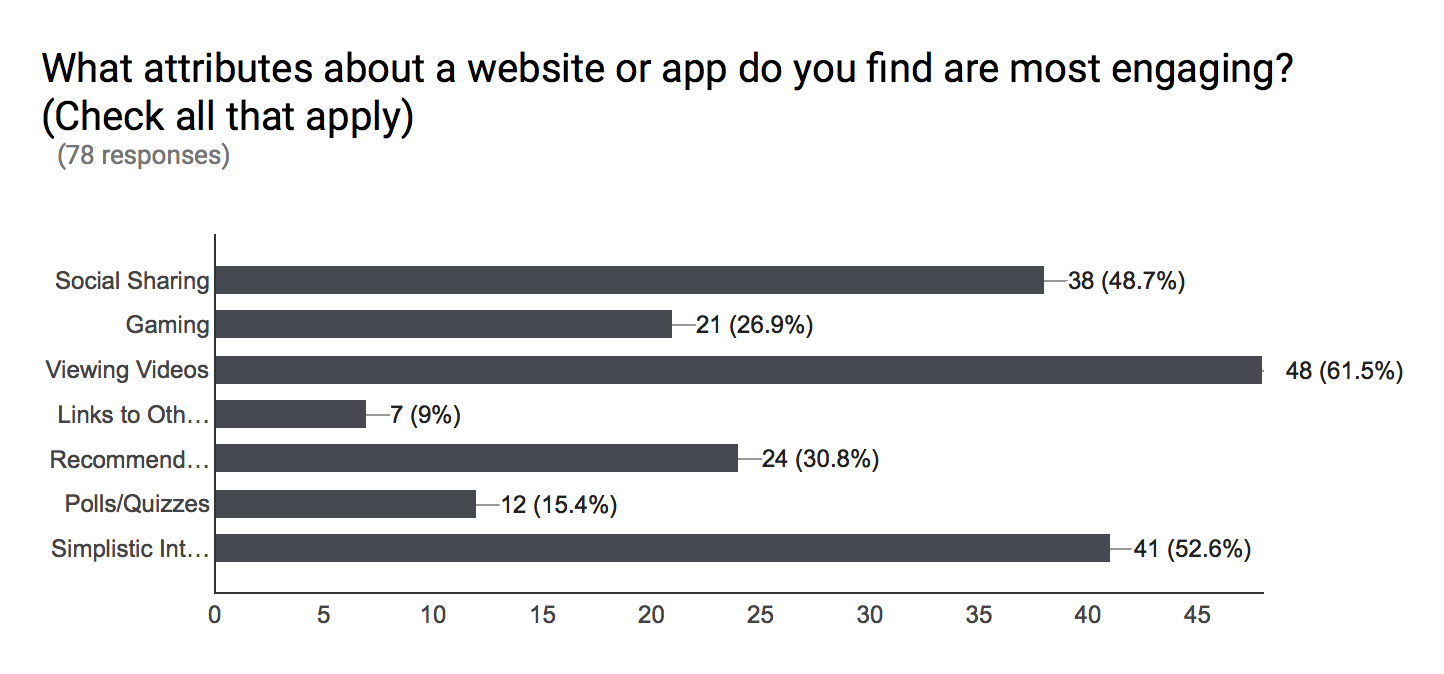 What attributes about a website or app do you find are most engaging?
(Check all that apply)
(78 responses)
Social Sharing 38 (48.7%)
Gaming 21 (26.9%)
Viewing Videos 48 (61.5%)
Links to Oth… 7 (9%)
Recommend… 24 (30.8%)
Polls/Quizzes 12 (15.4%)
Simplistic Int… 41 (52.6%)
0 5 10 15 20 25 30 35 40 45